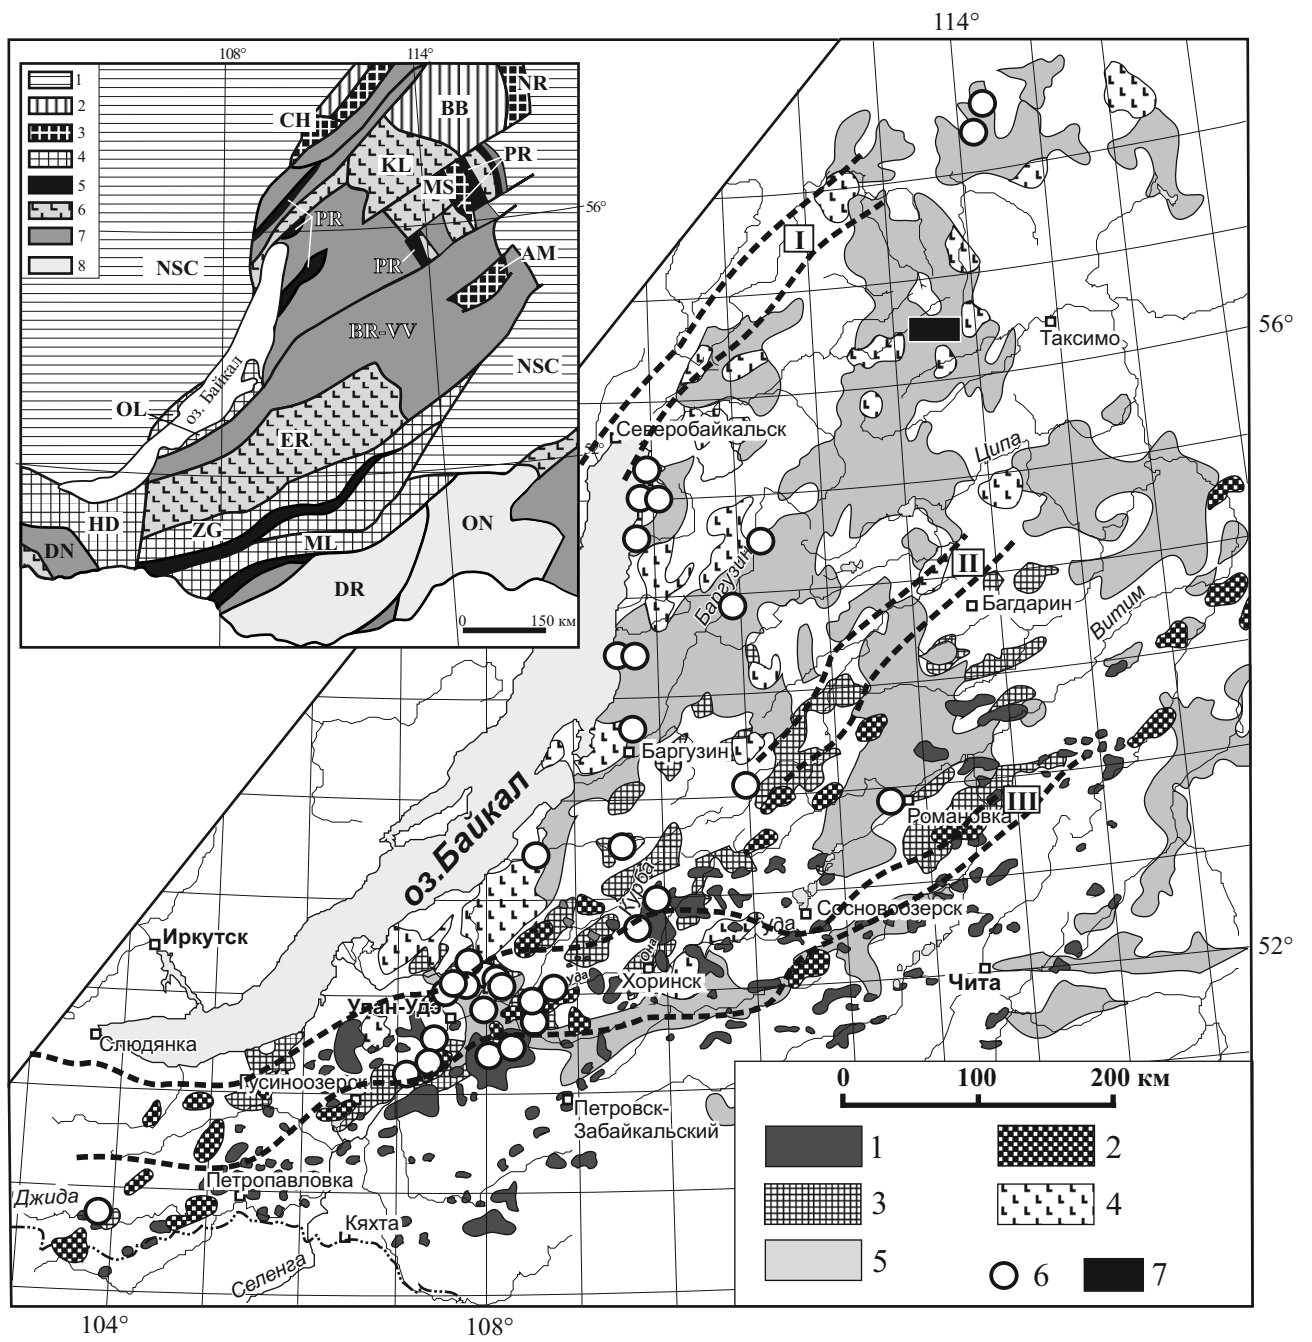 114°
108°
114°
1
2
3
4
5
6
7
8
NR
BB
CH
PR
KL
MS
PR
56°
NSC
PR
AM
BR-VV
NSC
оз. Байкал
OL
ER
HD
ZG
ON
DN
ML
DR
0 150 км
I
56°
Таксимо
Северобайкальск
Ципа
II
Баргузин
Багдарин
Витим
Баргузин
III
Романовка
оз.Байкал
Курба
Сосновоозерск
Уда
Иркутск
Она
Уда
Хоринск
52°
Чита
Улан-Удэ
Слюдянка
Гусиноозерск
Петровск-
Забайкальский
Петропавловка
Джида
Кяхта
Селенга
0 100 200 км
1 2
3 4
5 6 7
104°
108°